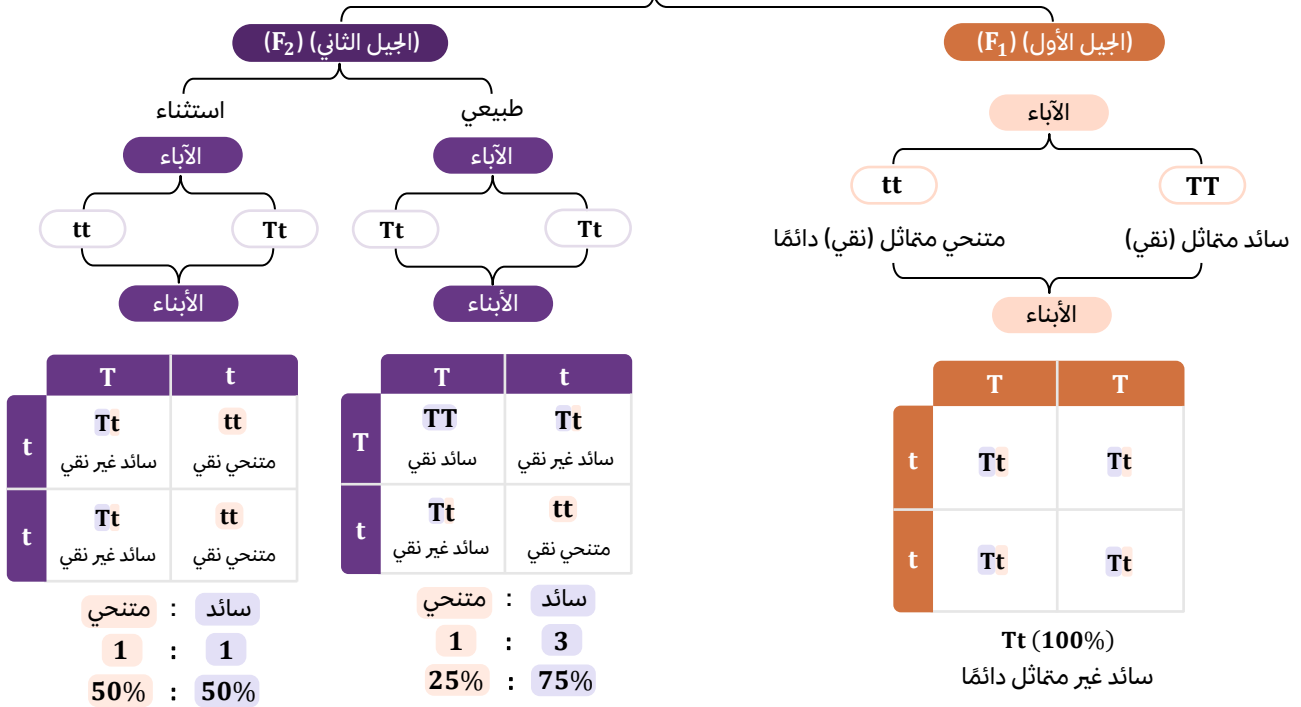 (الجيل الأول) (F₁)
الآباء
TT
tt
سائد متماثل (نقي)
متنحي متماثل (نقي) دائمًا
الأبناء
T T
t Tt Tt
t Tt Tt
Tt (100%)
سائد غير متماثل دائمًا
(الجيل الثاني) (F₂)
طبيعي
الآباء
Tt Tt
الأبناء
T t
T TT Tt
سائد نقي سائد غير نقي
t Tt tt
سائد غير نقي متنحي نقي
سائد : متنحي
3 : 1
75% : 25%
استثناء
الآباء
Tt
tt
الأبناء
T t
t Tt tt
سائد غير نقي متنحي نقي
t Tt tt
سائد غير نقي متنحي نقي
سائد : متنحي
1 : 1
50% : 50%